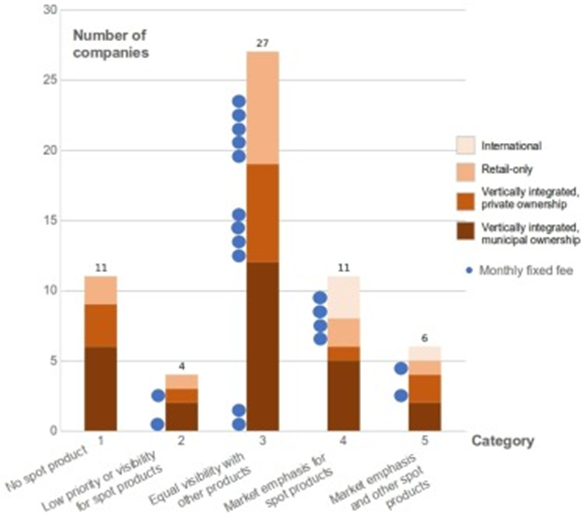 30
Number of
companies
27
25
20
International
Retail-only
Vertically integrated,
private ownership
Vertically integrated,
municipal ownership
15
Monthly fixed fee
11
11
10
6
5
4
0
1
2
3
4
5
Category
No spot product
Low priority or visibility
for spot products
Equal visibility with
other products
Market emphasis for
spot products
Market emphasis
and other spot
products